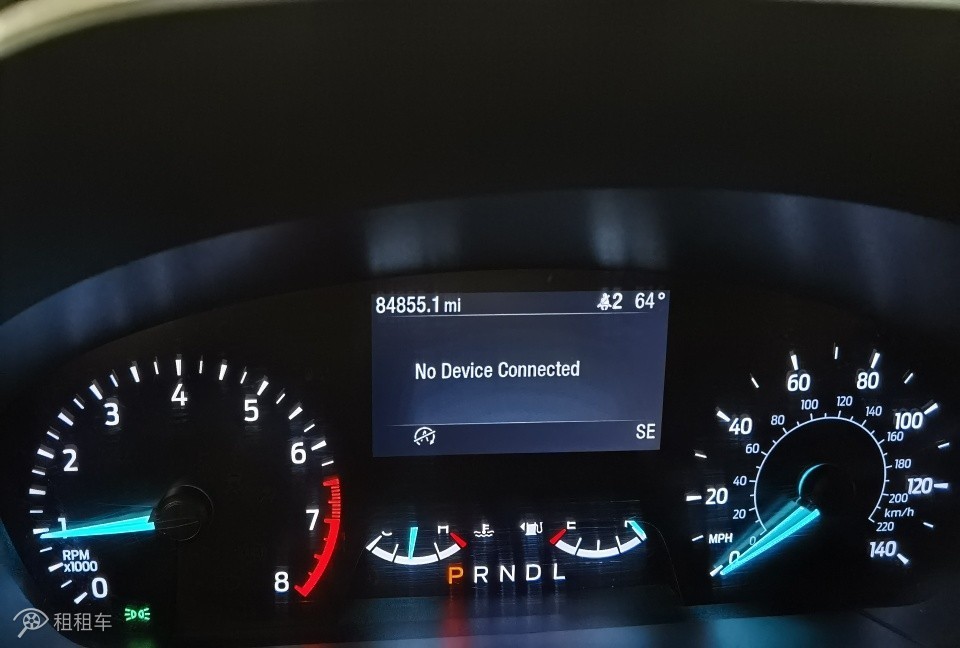 84855.1 mi 2 64°
No Device Connected
SE
0 1 2 3 4 5 6 7 8
RPM
x1000
C H E F
P R N D L
0 20 40 60 80 100 120 140
MPH
0 20 40 60 80 100 120 140 160 180 200 220
km/h
租租车